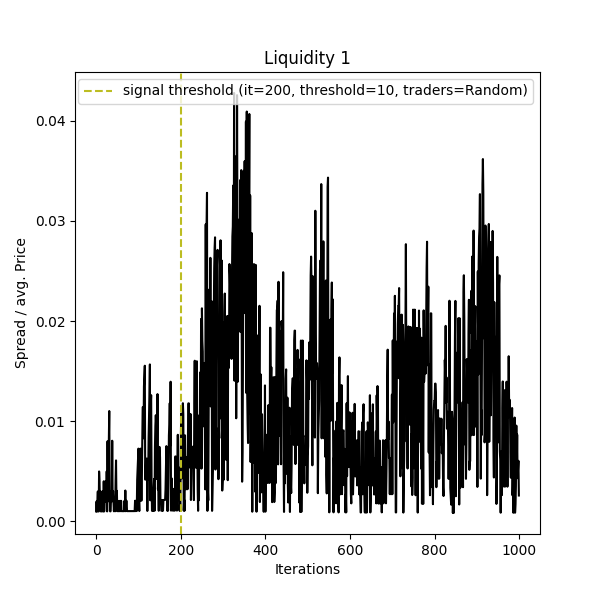 Liquidity 1
signal threshold (it=200, threshold=10, traders=Random)
Spread / avg. Price
0.04
0.03
0.02
0.01
0.00
0 200 400 600 800 1000
Iterations